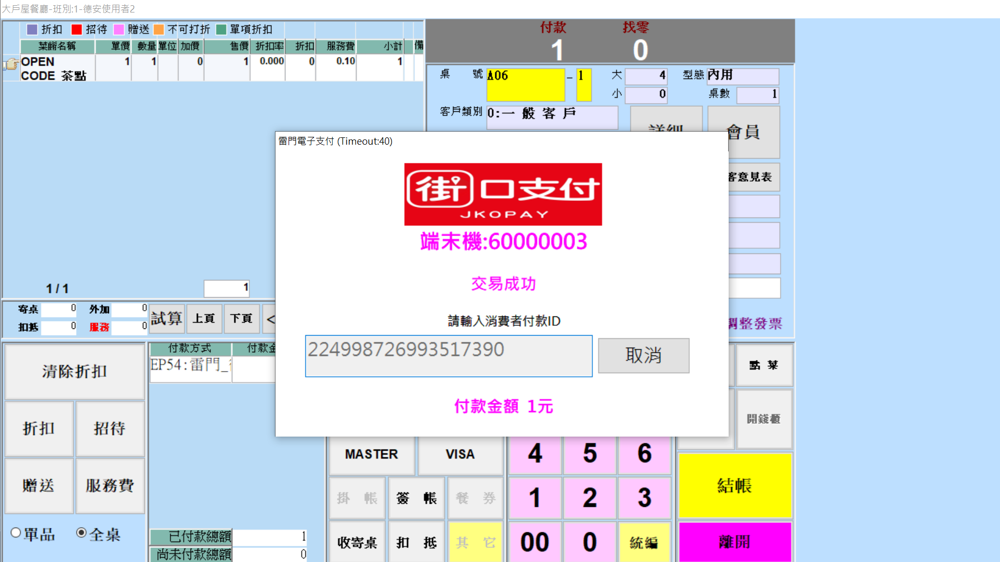 大戶屋餐廳-班別:1-德安使用者2
折扣 招待 贈送 不可打折 單項折扣
菜餚名稱 單價 數量 單位 加價 售價 折扣率 折扣 服務費 小計 備
OPEN CODE 茶點 1 1 0 1 0.000 0 0.10 1
1 / 1 1
寄点 0 外加 0
扣抵 0 服務 0
試算 上頁 下頁 <
付款 找零
1 0
桌 號 A06 - 1 大 4 型態 內用
小 0 桌數 1
客戶類別 0:一 般 客 戶
詳細 會員
客意見表
調整發票
雷門電子支付 (Timeout:40)
街口支付
JKOPAY
端末機:60000003
交易成功
請輸入消費者付款ID
224998726993517390 取消
付款金額 1元
清除折扣
折扣 招待
贈送 服務費
單品 全桌
付款方式 付款金
EP54:雷門_
已付款總額 1
尚未付款總額 0
MASTER VISA
掛 帳 簽 帳 餐 券
收寄桌 扣 抵 其 它
4 5 6
1 2 3
00 0 統編
點 菜
開錢櫃
結帳
離開